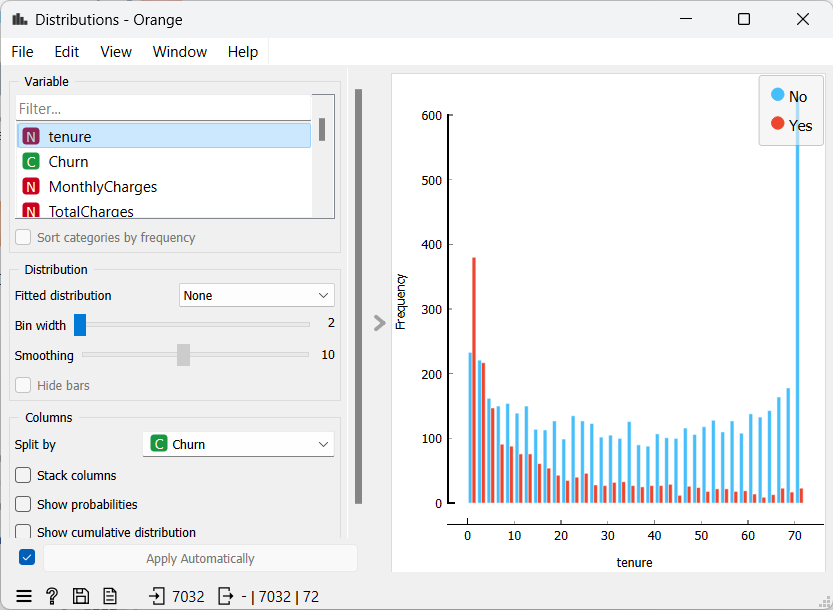 Distributions - Orange
File Edit View Window Help
Variable
Filter...
N tenure
C Churn
N MonthlyCharges
N TotalCharges
Sort categories by frequency
Distribution
Fitted distribution None
Bin width 2
Smoothing 10
Hide bars
Columns
Split by C Churn
Stack columns
Show probabilities
Show cumulative distribution
Apply Automatically
? 7032 - | 7032 | 72
No
Yes
600
500
400
300
200
100
0
Frequency
0 10 20 30 40 50 60 70
tenure